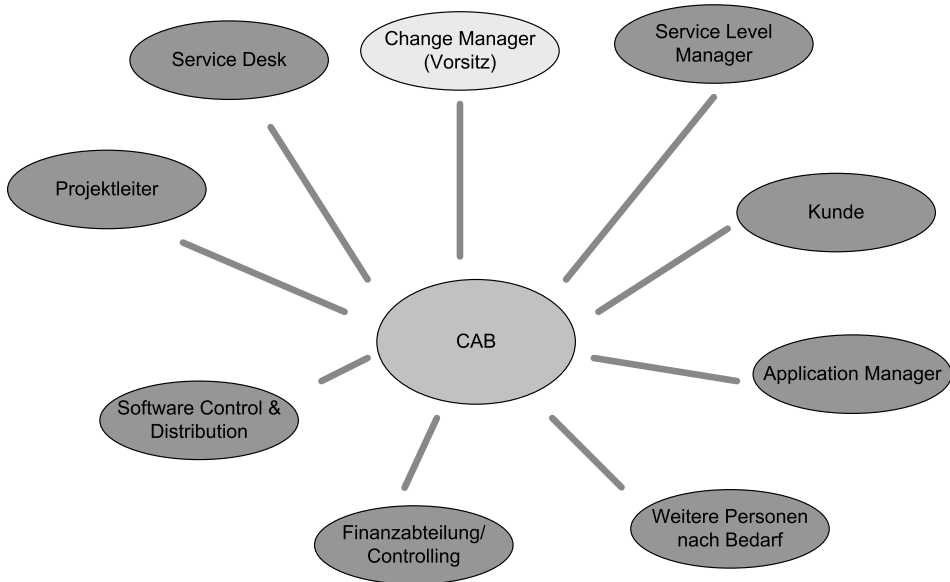 Service Desk
Change Manager
(Vorsitz)
Service Level
Manager
Projektleiter
Kunde
CAB
Application Manager
Software Control &
Distribution
Finanzabteilung/
Controlling
Weitere Personen
nach Bedarf